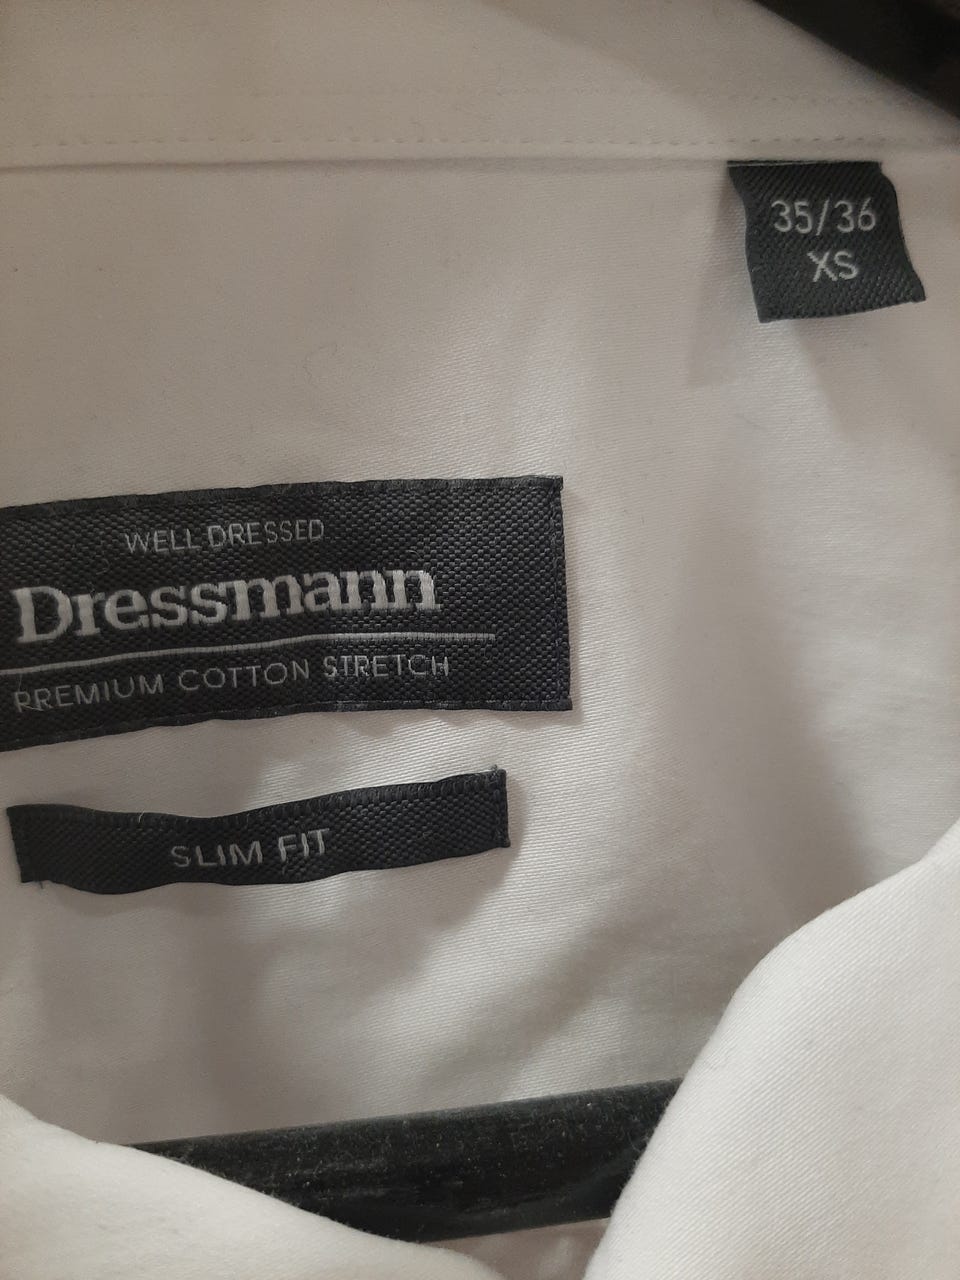 35/36
XS
WELL DRESSED
Dressmann
PREMIUM COTTON STRETCH
SLIM FIT